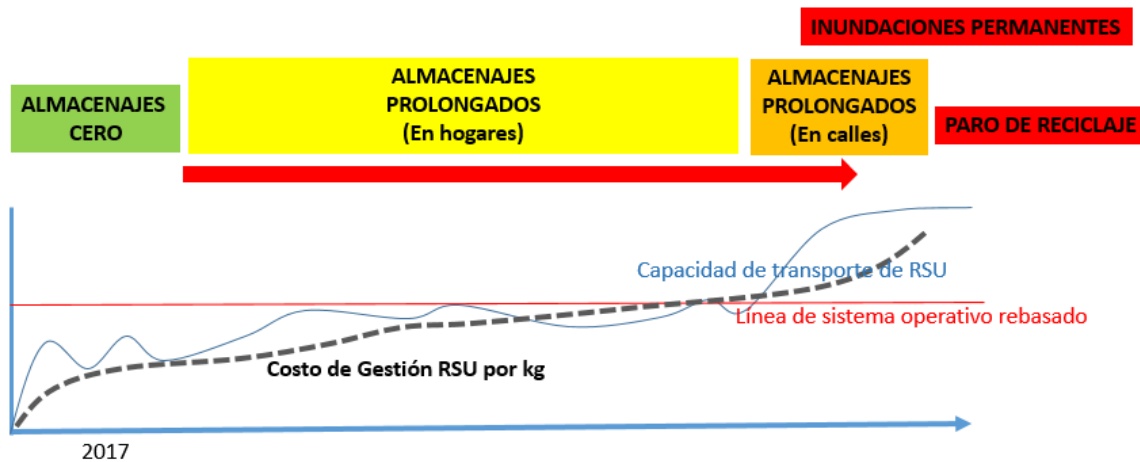 INUNDACIONES PERMANENTES
ALMACENAJES
CERO
ALMACENAJES
PROLONGADOS
(En hogares)
ALMACENAJES
PROLONGADOS
(En calles)
PARO DE RECICLAJE
Capacidad de transporte de RSU
Línea de sistema operativo rebasado
Costo de Gestión RSU por kg
2017